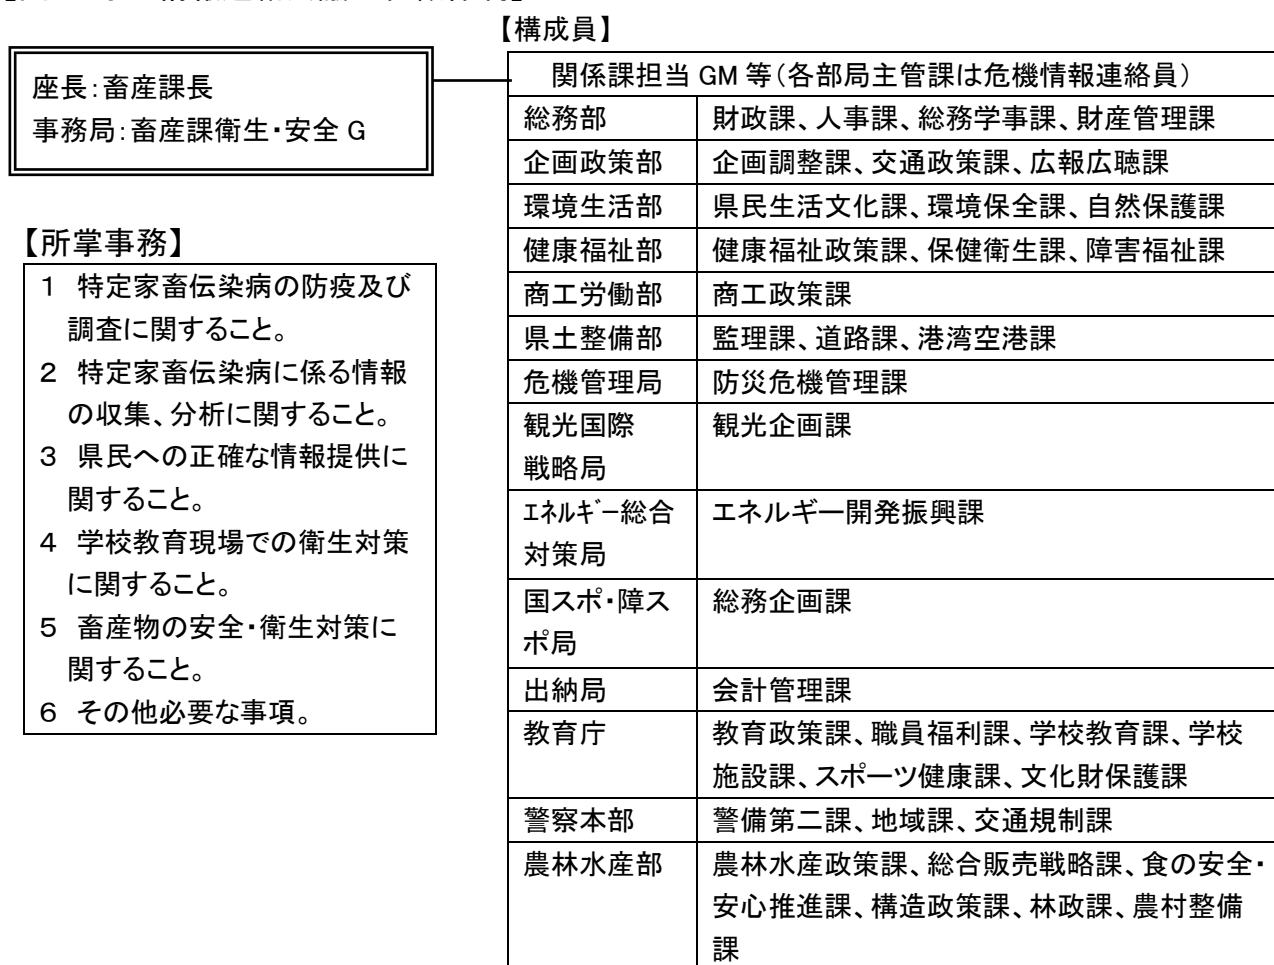 【構成員】
座長：畜産課長
事務局：畜産課衛生・安全 G
【所掌事務】
１ 特定家畜伝染病の防疫及び
調査に関すること。
２ 特定家畜伝染病に係る情報
の収集、分析に関すること。
３ 県民への正確な情報提供に
関すること。
４ 学校教育現場での衛生対策
に関すること。
５ 畜産物の安全・衛生対策に
関すること。
６ その他必要な事項。
関係課担当 GM 等（各部局主管課は危機情報連絡員）
総務部 財政課、人事課、総務学事課、財産管理課
企画政策部 企画調整課、交通政策課、広報広聴課
環境生活部 県民生活文化課、環境保全課、自然保護課
健康福祉部 健康福祉政策課、保健衛生課、障害福祉課
商工労働部 商工政策課
県土整備部 監理課、道路課、港湾空港課
危機管理局 防災危機管理課
観光国際 観光企画課
戦略局
ｴﾈﾙｷﾞｰ総合 エネルギー開発振興課
対策局
国スポ・障ス 総務企画課
ポ局
出納局 会計管理課
教育庁 教育政策課、職員福利課、学校教育課、学校
施設課、スポーツ健康課、文化財保護課
警察本部 警備第二課、地域課、交通規制課
農林水産部 農林水産政策課、総合販売戦略課、食の安全・
安心推進課、構造政策課、林政課、農村整備
課